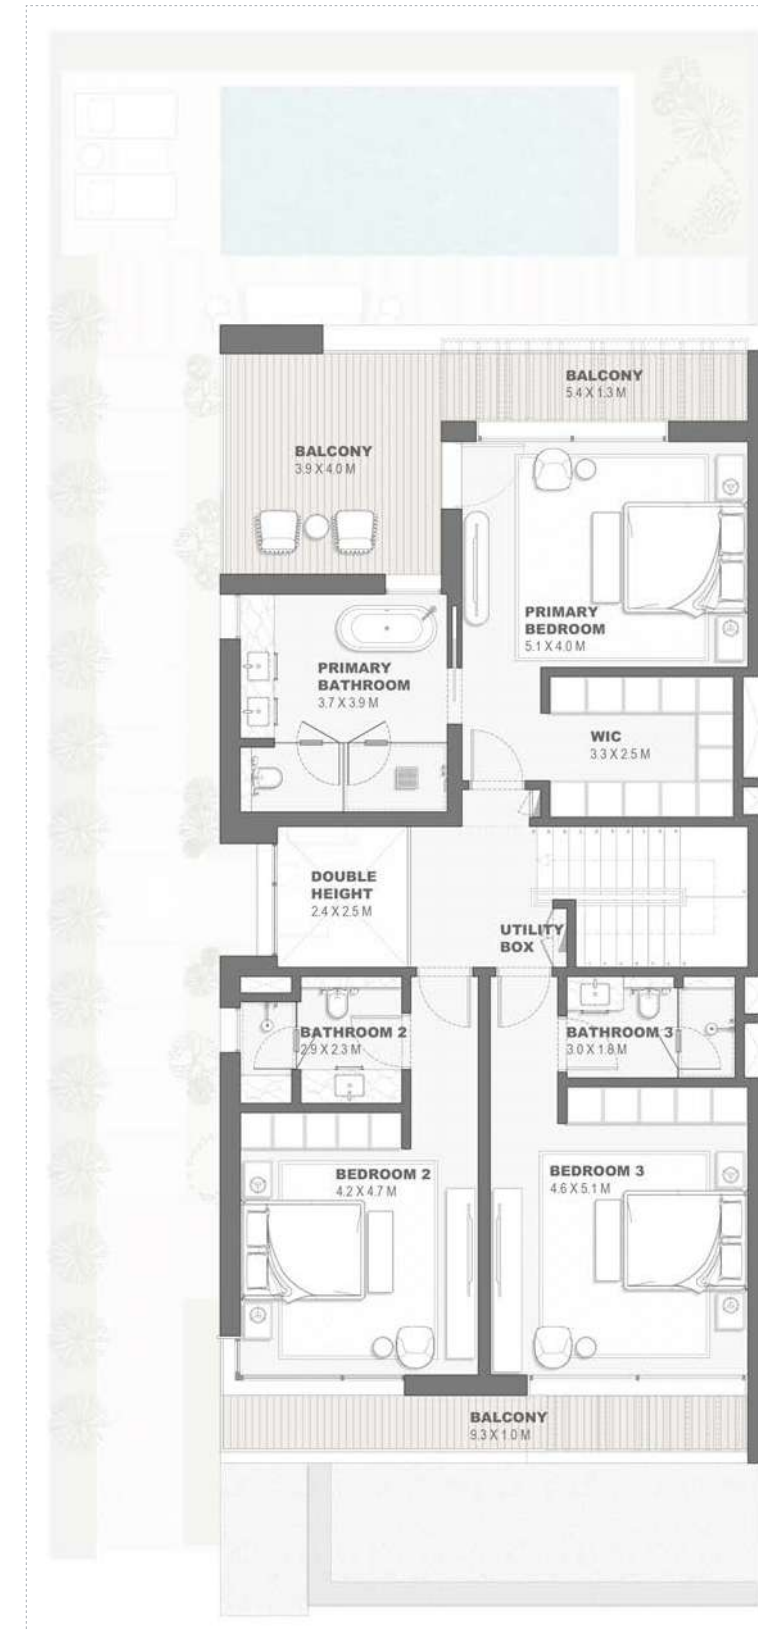 BALCONY
5.4 X 1.3 M
BALCONY
3.9 X 4.0 M
PRIMARY
BEDROOM
5.1 X 4.0 M
PRIMARY
BATHROOM
3.7 X 3.9 M
WIC
3.3 X 2.5 M
DOUBLE
HEIGHT
2.4 X 2.5 M
UTILITY
BOX
BATHROOM 2
2.9 X 2.3 M
BATHROOM 3
3.0 X 1.8 M
BEDROOM 2
4.2 X 4.7 M
BEDROOM 3
4.6 X 5.1 M
BALCONY
9.3 X 1.0 M